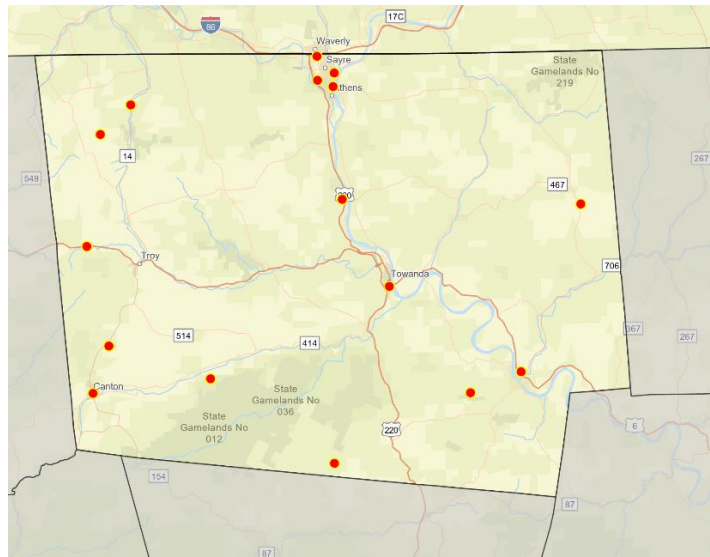 17C
86
Waverly
Sayre
Athens
State
Gamelands No
219
14
549
267
467
220
Troy
Towanda
706
514
414
367
267
Canton
State
Gamelands No
036
State
Gamelands No
012
220
6
154
87
87